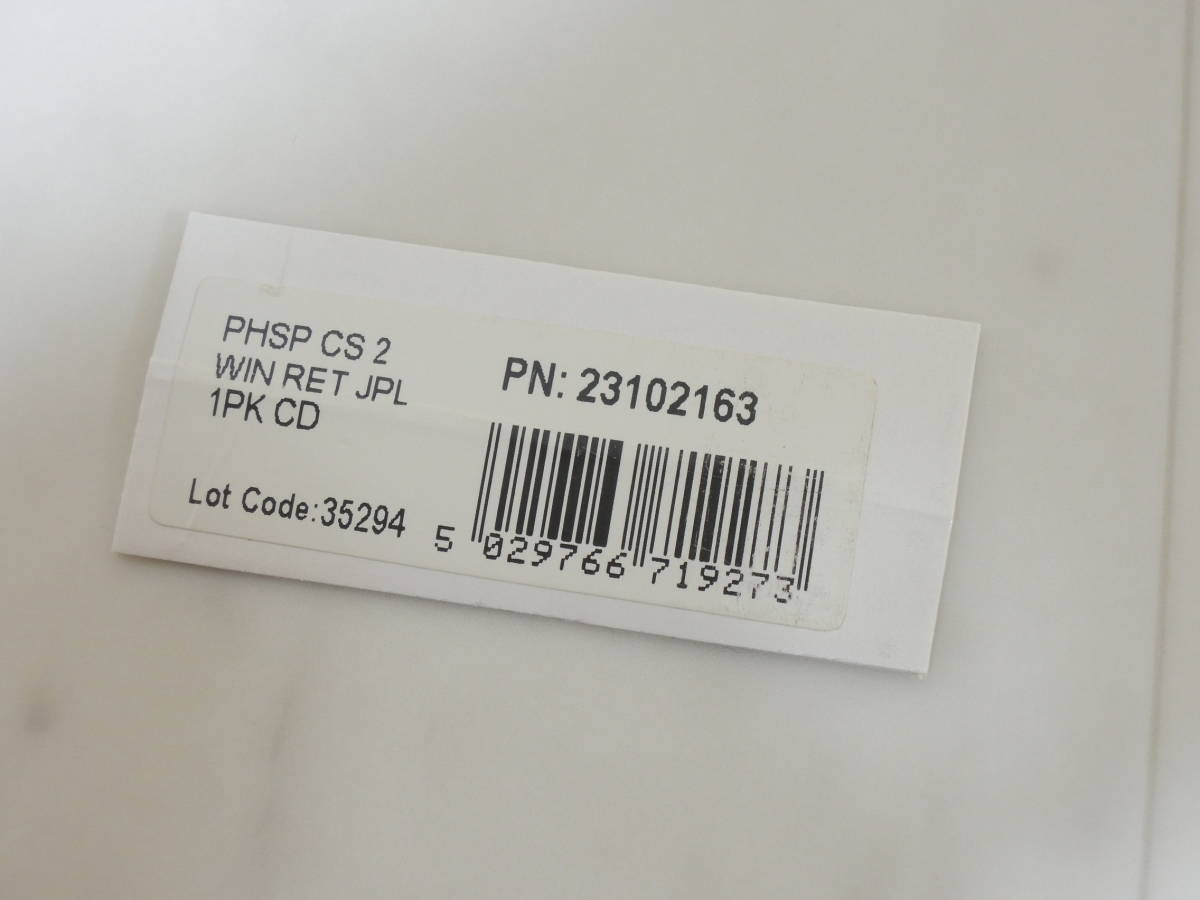 PHSP CS 2
WIN RET JPL
1PK CD
PN: 23102163
Lot Code:35294
5 029766 719273